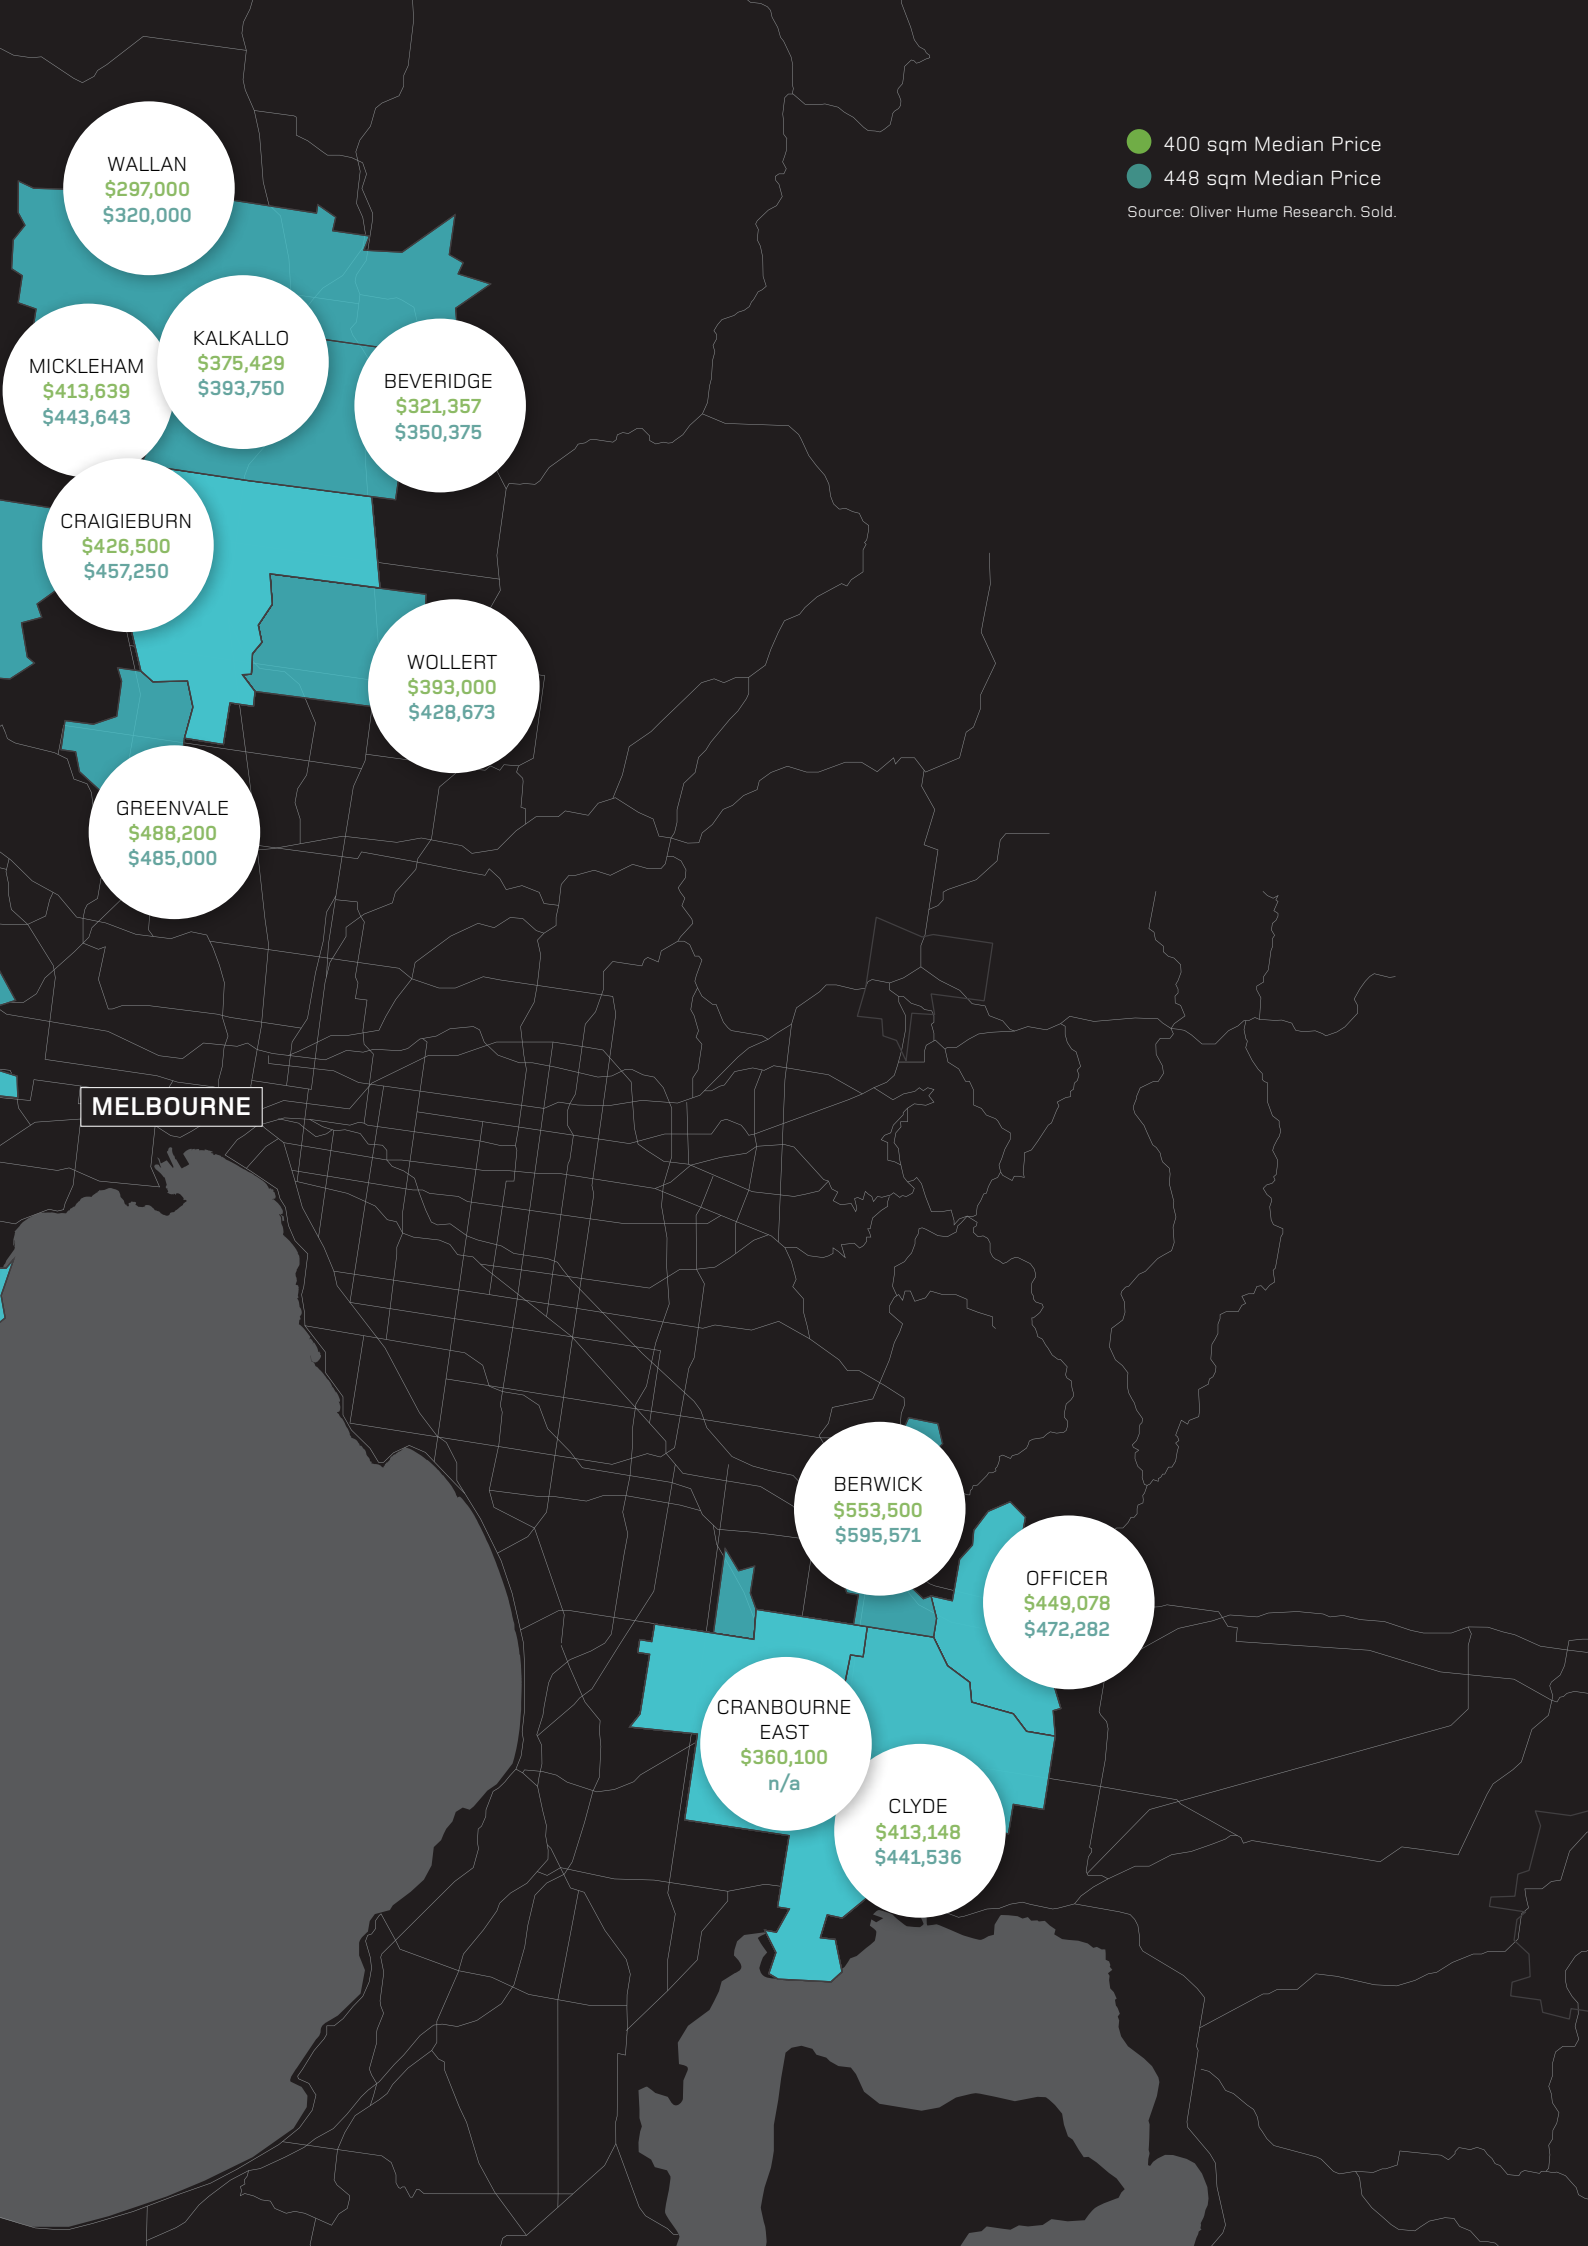 400 sqm Median Price
448 sqm Median Price
Source: Oliver Hume Research. Sold.
WALLAN
$297,000
$320,000
KALKALLO
$375,429
$393,750
MICKLEHAM
$413,639
$443,643
BEVERIDGE
$321,357
$350,375
CRAIGIEBURN
$426,500
$457,250
WOLLERT
$393,000
$428,673
GREENVALE
$488,200
$485,000
MELBOURNE
BERWICK
$553,500
$595,571
OFFICER
$449,078
$472,282
CRANBOURNE
EAST
$360,100
n/a
CLYDE
$413,148
$441,536